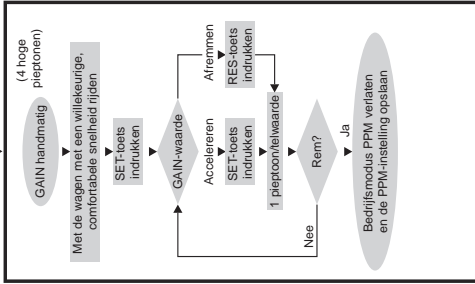 (4 hoge
pieptonen)
GAIN handmatig
Met de wagen met een willekeurige,
comfortabele snelheid rijden
SET-toets
indrukken
GAIN-waarde
Accelereren
Afremmen
SET-toets
indrukken
RES-toets
indrukken
1 pieptoon/telwaarde
Rem?
Nee
Ja
Bedrijfsmodus PPM verlaten
en de PPM-instelling opslaan